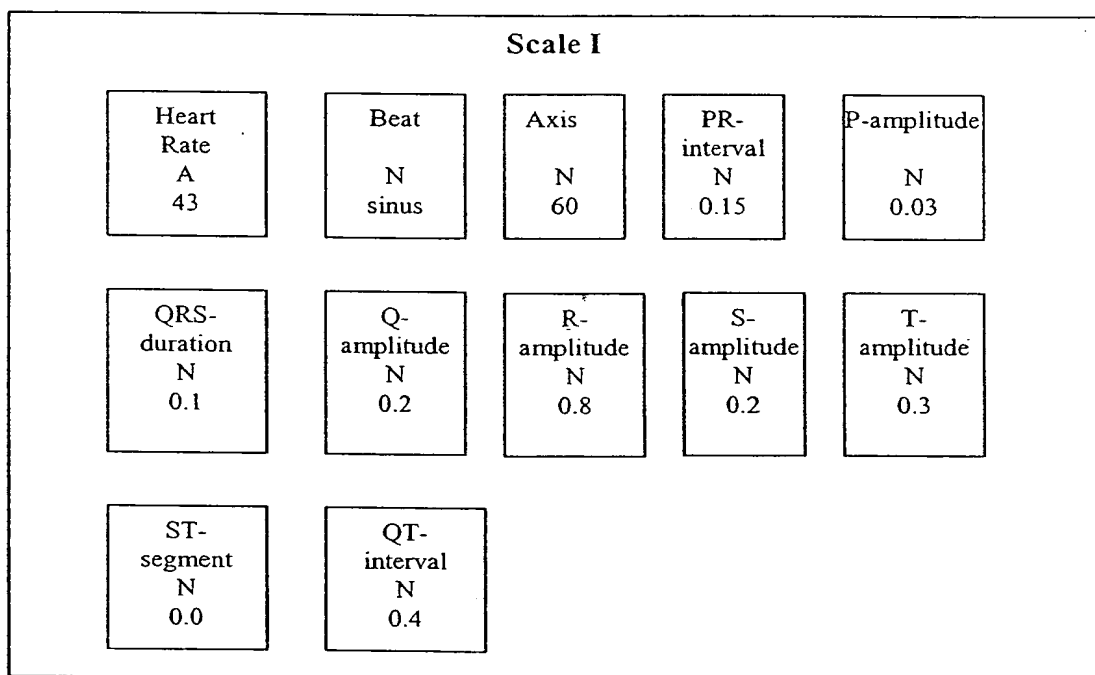 Scale I
Heart
Rate
A
43
Beat
N
sinus
Axis
N
60
PR-
interval
N
0.15
P-amplitude
N
0.03
QRS-
duration
N
0.1
Q-
amplitude
N
0.2
R-
amplitude
N
0.8
S-
amplitude
N
0.2
T-
amplitude
N
0.3
ST-
segment
N
0.0
QT-
interval
N
0.4